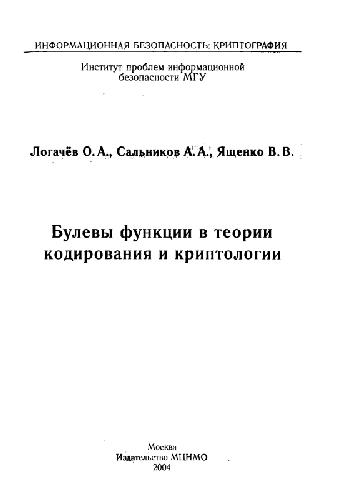 ИНФОРМАЦИОННАЯ БЕЗОПАСНОСТЬ: КРИПТОГРАФИЯ
Институт проблем информационной
безопасности МГУ
Логачёв О. А., Сальников А. А., Ященко В. В.
Булевы функции в теории
кодирования и криптологии
Москва
Издательство МЦНМО
2004